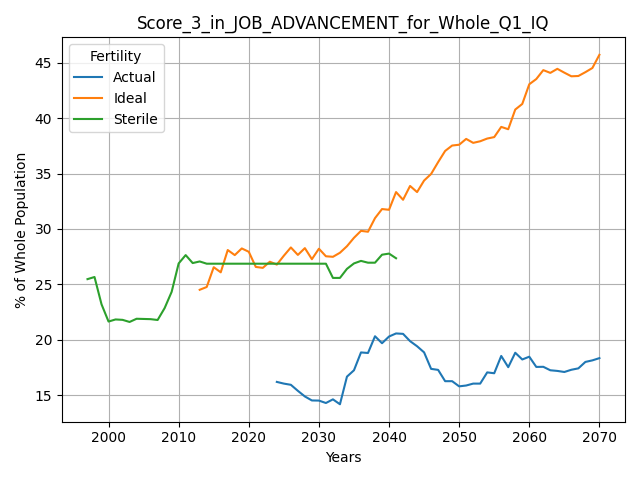 Score_3_in_JOB_ADVANCEMENT_for_Whole_Q1_IQ
Fertility
Actual
Ideal
Sterile
% of Whole Population
45
40
35
30
25
20
15
2000 2010 2020 2030 2040 2050 2060 2070
Years